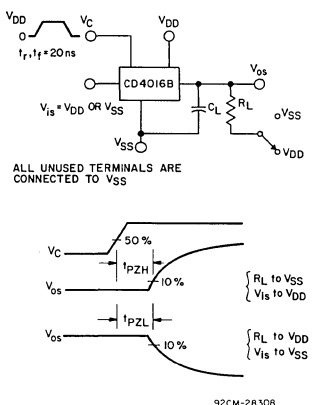 VDD
0
tr, tf = 20 ns
VC
VDD
CD4016B
Vos
Vis = VDD OR VSS
CL
RL
VSS
VDD
VSS
ALL UNUSED TERMINALS ARE
CONNECTED TO VSS
VC
50 %
tPZH
10 %
Vos
RL to VSS
Vis to VDD
tPZL
Vos
10 %
RL to VDD
Vis to VSS
92CM-28308